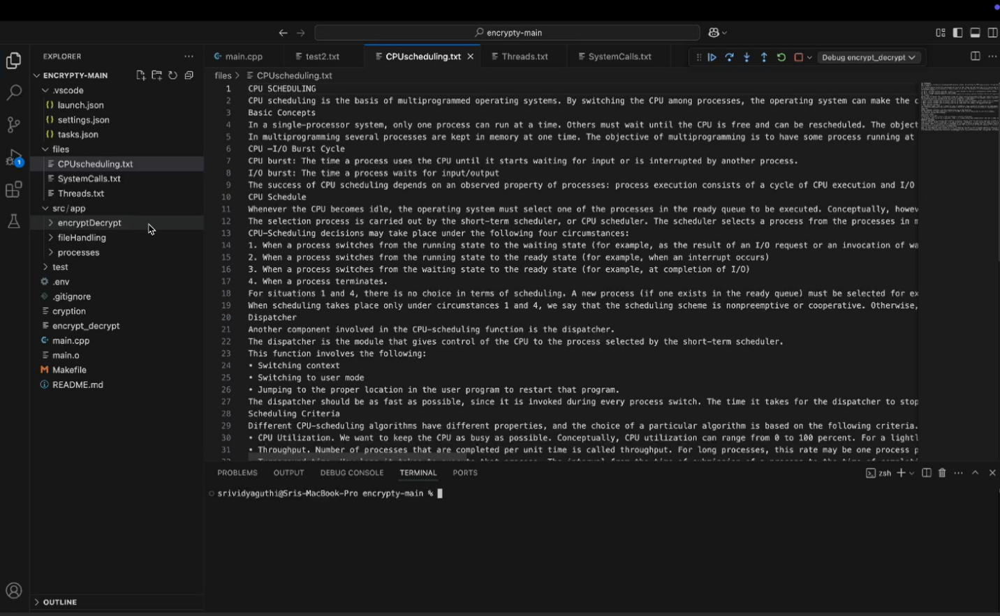 encrypty-main
EXPLORER
main.cpp
test2.txt
CPUscheduling.txt
Threads.txt
SystemCalls.txt
Debug encrypt_decrypt
ENCRYPTY-MAIN
.vscode
launch.json
settings.json
tasks.json
files
CPUscheduling.txt
SystemCalls.txt
Threads.txt
src/app
encryptDecrypt
fileHandling
processes
test
.env
.gitignore
cryption
encrypt_decrypt
main.cpp
main.o
Makefile
README.md
OUTLINE
1
files > CPUscheduling.txt
1 CPU SCHEDULING
2 CPU scheduling is the basis of multiprogrammed operating systems. By switching the CPU among processes, the operating system can make the c
3 Basic Concepts
4 In a single-processor system, only one process can run at a time. Others must wait until the CPU is free and can be rescheduled. The object
5 In multiprogramming several processes are kept in memory at one time. The objective of multiprogramming is to have some process running at
6 CPU –I/O Burst Cycle
7 CPU burst: The time a process uses the CPU until it starts waiting for input or is interrupted by another process.
8 I/O burst: The time a process waits for input/output
9 The success of CPU scheduling depends on an observed property of processes: process execution consists of a cycle of CPU execution and I/O
10 CPU Schedule
11 Whenever the CPU becomes idle, the operating system must select one of the processes in the ready queue to be executed. Conceptually, howev
12 The selection process is carried out by the short-term scheduler, or CPU scheduler. The scheduler selects a process from the processes in m
13 CPU-Scheduling decisions may take place under the following four circumstances:
14 1. When a process switches from the running state to the waiting state (for example, as the result of an I/O request or an invocation of wa
15 2. When a process switches from the running state to the ready state (for example, when an interrupt occurs)
16 3. When a process switches from the waiting state to the ready state (for example, at completion of I/O)
17 4. When a process terminates.
18 For situations 1 and 4, there is no choice in terms of scheduling. A new process (if one exists in the ready queue) must be selected for ex
19 When scheduling takes place only under circumstances 1 and 4, we say that the scheduling scheme is nonpreemptive or cooperative. Otherwise,
20 Dispatcher
21 Another component involved in the CPU-scheduling function is the dispatcher.
22 The dispatcher is the module that gives control of the CPU to the process selected by the short-term scheduler.
23 This function involves the following:
24 • Switching context
25 • Switching to user mode
26 • Jumping to the proper location in the user program to restart that program.
27 The dispatcher should be as fast as possible, since it is invoked during every process switch. The time it takes for the dispatcher to stop
28 Scheduling Criteria
29 Different CPU-scheduling algorithms have different properties, and the choice of a particular algorithm is based on the following criteria.
30 • CPU Utilization. We want to keep the CPU as busy as possible. Conceptually, CPU utilization can range from 0 to 100 percent. For a lightl
31 • Throughput. Number of processes that are completed per unit time is called throughput. For long processes, this rate may be one process p
PROBLEMS OUTPUT DEBUG CONSOLE TERMINAL PORTS
zsh
srividyaguthi@Sris-MacBook-Pro encrypty-main %